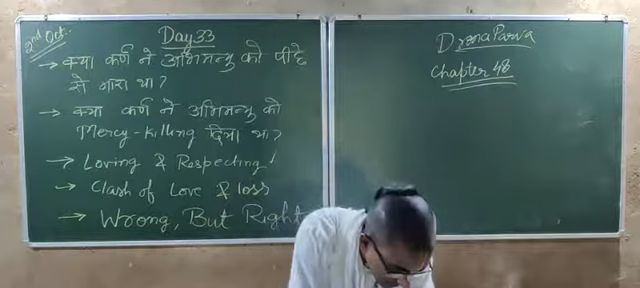 2nd Oct.
Day 33
→ क्या कर्ण ने अभिमन्यु को पीछे
से मारा था?
→ क्या कर्ण ने अभिमन्यु को
Mercy-Killing दिया था?
→ Loving & Respecting!
→ Clash of Love & loss
→ Wrong, But Right
Drona Parva
Chapter 48